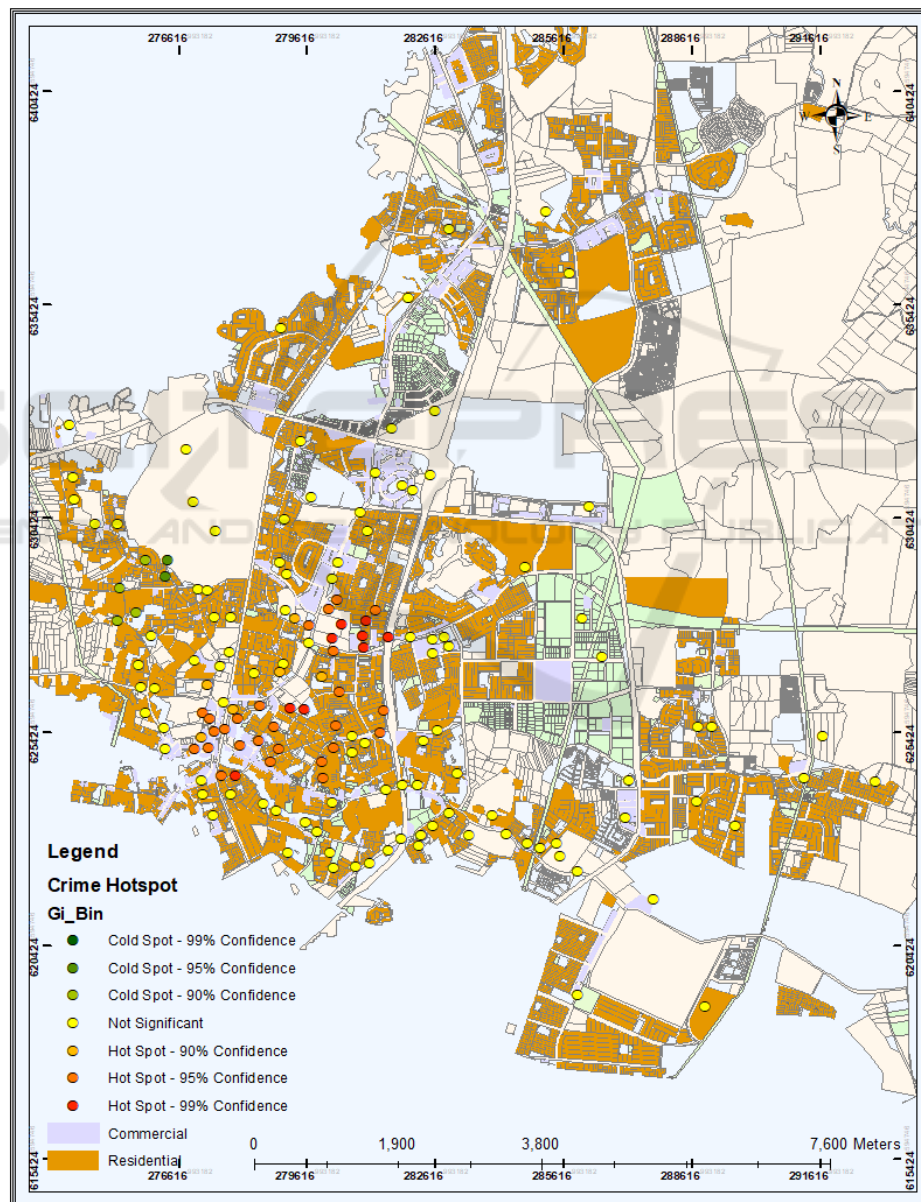 276616 279616 282616 285616 288616 291616
N
W E
S
640424 640424
635424 635424
630424 630424
625424 625424
620424 620424
615424 615424
Legend
Crime Hotspot
Gi_Bin
Cold Spot - 99% Confidence
Cold Spot - 95% Confidence
Cold Spot - 90% Confidence
Not Significant
Hot Spot - 90% Confidence
Hot Spot - 95% Confidence
Hot Spot - 99% Confidence
Commercial
Residential
0 1,900 3,800 7,600 Meters
276616 279616 282616 285616 288616 291616